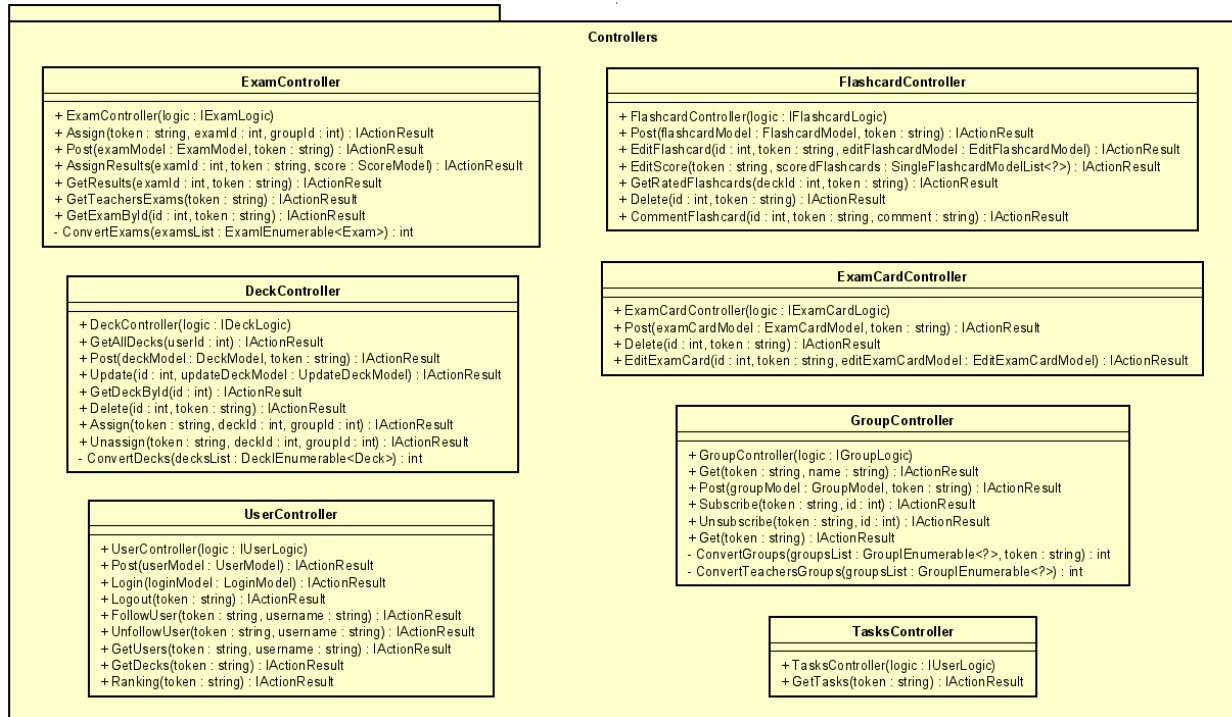 Controllers
ExamController
+ ExamController(logic : IExamLogic)
+ Assign(token : string, examId : int, groupId : int) : IActionResult
+ Post(examModel : ExamModel, token : string) : IActionResult
+ AssignResults(examId : int, token : string, score : ScoreModel) : IActionResult
+ GetResults(examId : int, token : string) : IActionResult
+ GetTeachersExams(token : string) : IActionResult
+ GetExamById(id : int, token : string) : IActionResult
- ConvertExams(examsList : ExamIEnumerable<Exam>) : int
DeckController
+ DeckController(logic : IDeckLogic)
+ GetAllDecks(userId : int) : IActionResult
+ Post(deckModel : DeckModel, token : string) : IActionResult
+ Update(id : int, updateDeckModel : UpdateDeckModel) : IActionResult
+ GetDeckById(id : int) : IActionResult
+ Delete(id : int, token : string) : IActionResult
+ Assign(token : string, deckId : int, groupId : int) : IActionResult
+ Unassign(token : string, deckId : int, groupId : int) : IActionResult
- ConvertDecks(decksList : DeckIEnumerable<Deck>) : int
UserController
+ UserController(logic : IUserLogic)
+ Post(userModel : UserModel) : IActionResult
+ Login(loginModel : LoginModel) : IActionResult
+ Logout(token : string) : IActionResult
+ FollowUser(token : string, username : string) : IActionResult
+ UnfollowUser(token : string, username : string) : IActionResult
+ GetUsers(token : string, username : string) : IActionResult
+ GetDecks(token : string) : IActionResult
+ Ranking(token : string) : IActionResult
FlashcardController
+ FlashcardController(logic : IFlashcardLogic)
+ Post(flashcardModel : FlashcardModel, token : string) : IActionResult
+ EditFlashcard(id : int, token : string, editFlashcardModel : EditFlashcardModel) : IActionResult
+ EditScore(token : string, scoredFlashcards : SingleFlashcardModelList<?>) : IActionResult
+ GetRatedFlashcards(deckId : int, token : string) : IActionResult
+ Delete(id : int, token : string) : IActionResult
+ CommentFlashcard(id : int, token : string, comment : string) : IActionResult
ExamCardController
+ ExamCardController(logic : IExamCardLogic)
+ Post(examCardModel : ExamCardModel, token : string) : IActionResult
+ Delete(id : int, token : string) : IActionResult
+ EditExamCard(id : int, token : string, editExamCardModel : EditExamCardModel) : IActionResult
GroupController
+ GroupController(logic : IGroupLogic)
+ Get(token : string, name : string) : IActionResult
+ Post(groupModel : GroupModel, token : string) : IActionResult
+ Subscribe(token : string, id : int) : IActionResult
+ Unsubscribe(token : string, id : int) : IActionResult
+ Get(token : string) : IActionResult
- ConvertGroups(groupsList : GroupIEnumerable<?>, token : string) : int
- ConvertTeachersGroups(groupsList : GroupIEnumerable<?>) : int
TasksController
+ TasksController(logic : IUserLogic)
+ GetTasks(token : string) : IActionResult